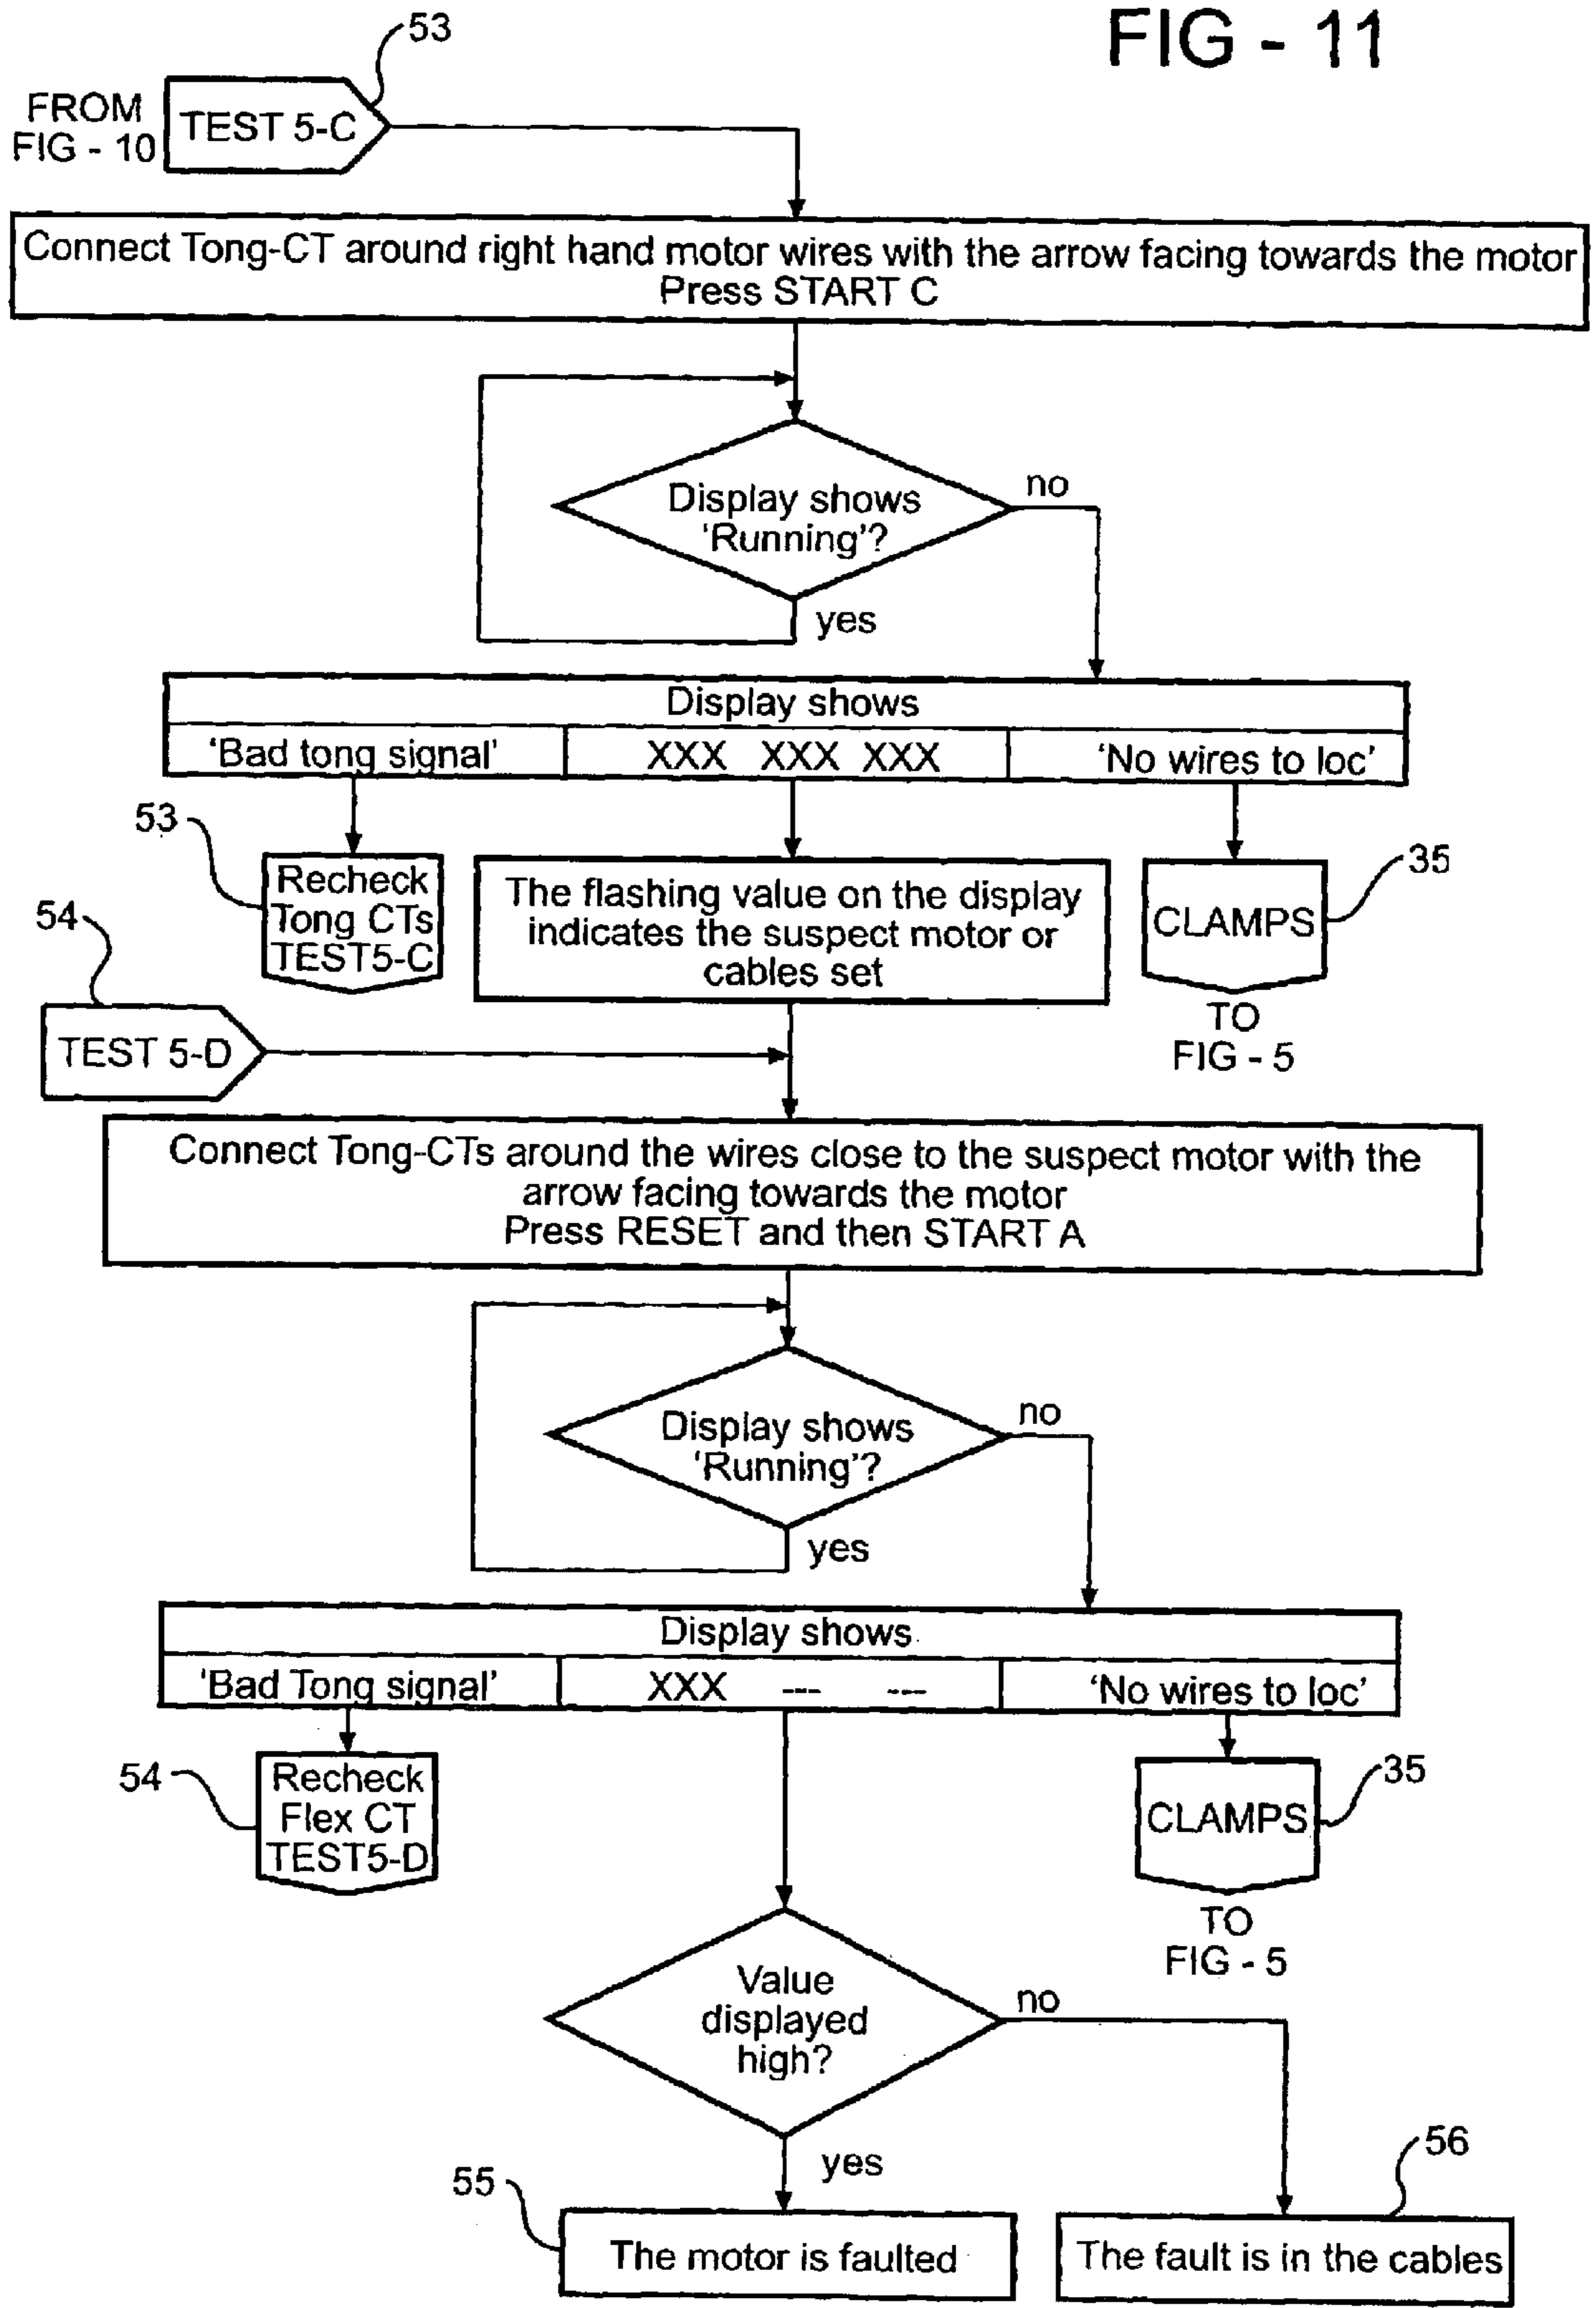 FIG - 11
53
FROM
FIG - 10
TEST 5-C
Connect Tong-CT around right hand motor wires with the arrow facing towards the motor
Press START C
Display shows
'Running'?
no
yes
Display shows
'Bad tong signal'
XXX XXX XXX
'No wires to loc'
53
Recheck
Tong CTs
TEST5-C
The flashing value on the display
indicates the suspect motor or
cables set
CLAMPS
35
TO
FIG - 5
54
TEST 5-D
Connect Tong-CTs around the wires close to the suspect motor with the
arrow facing towards the motor
Press RESET and then START A
Display shows
'Running'?
no
yes
Display shows
'Bad Tong signal'
XXX --- ---
'No wires to loc'
54
Recheck
Flex CT
TEST5-D
CLAMPS
35
TO
FIG - 5
Value
displayed
high?
no
yes
55
The motor is faulted
56
The fault is in the cables